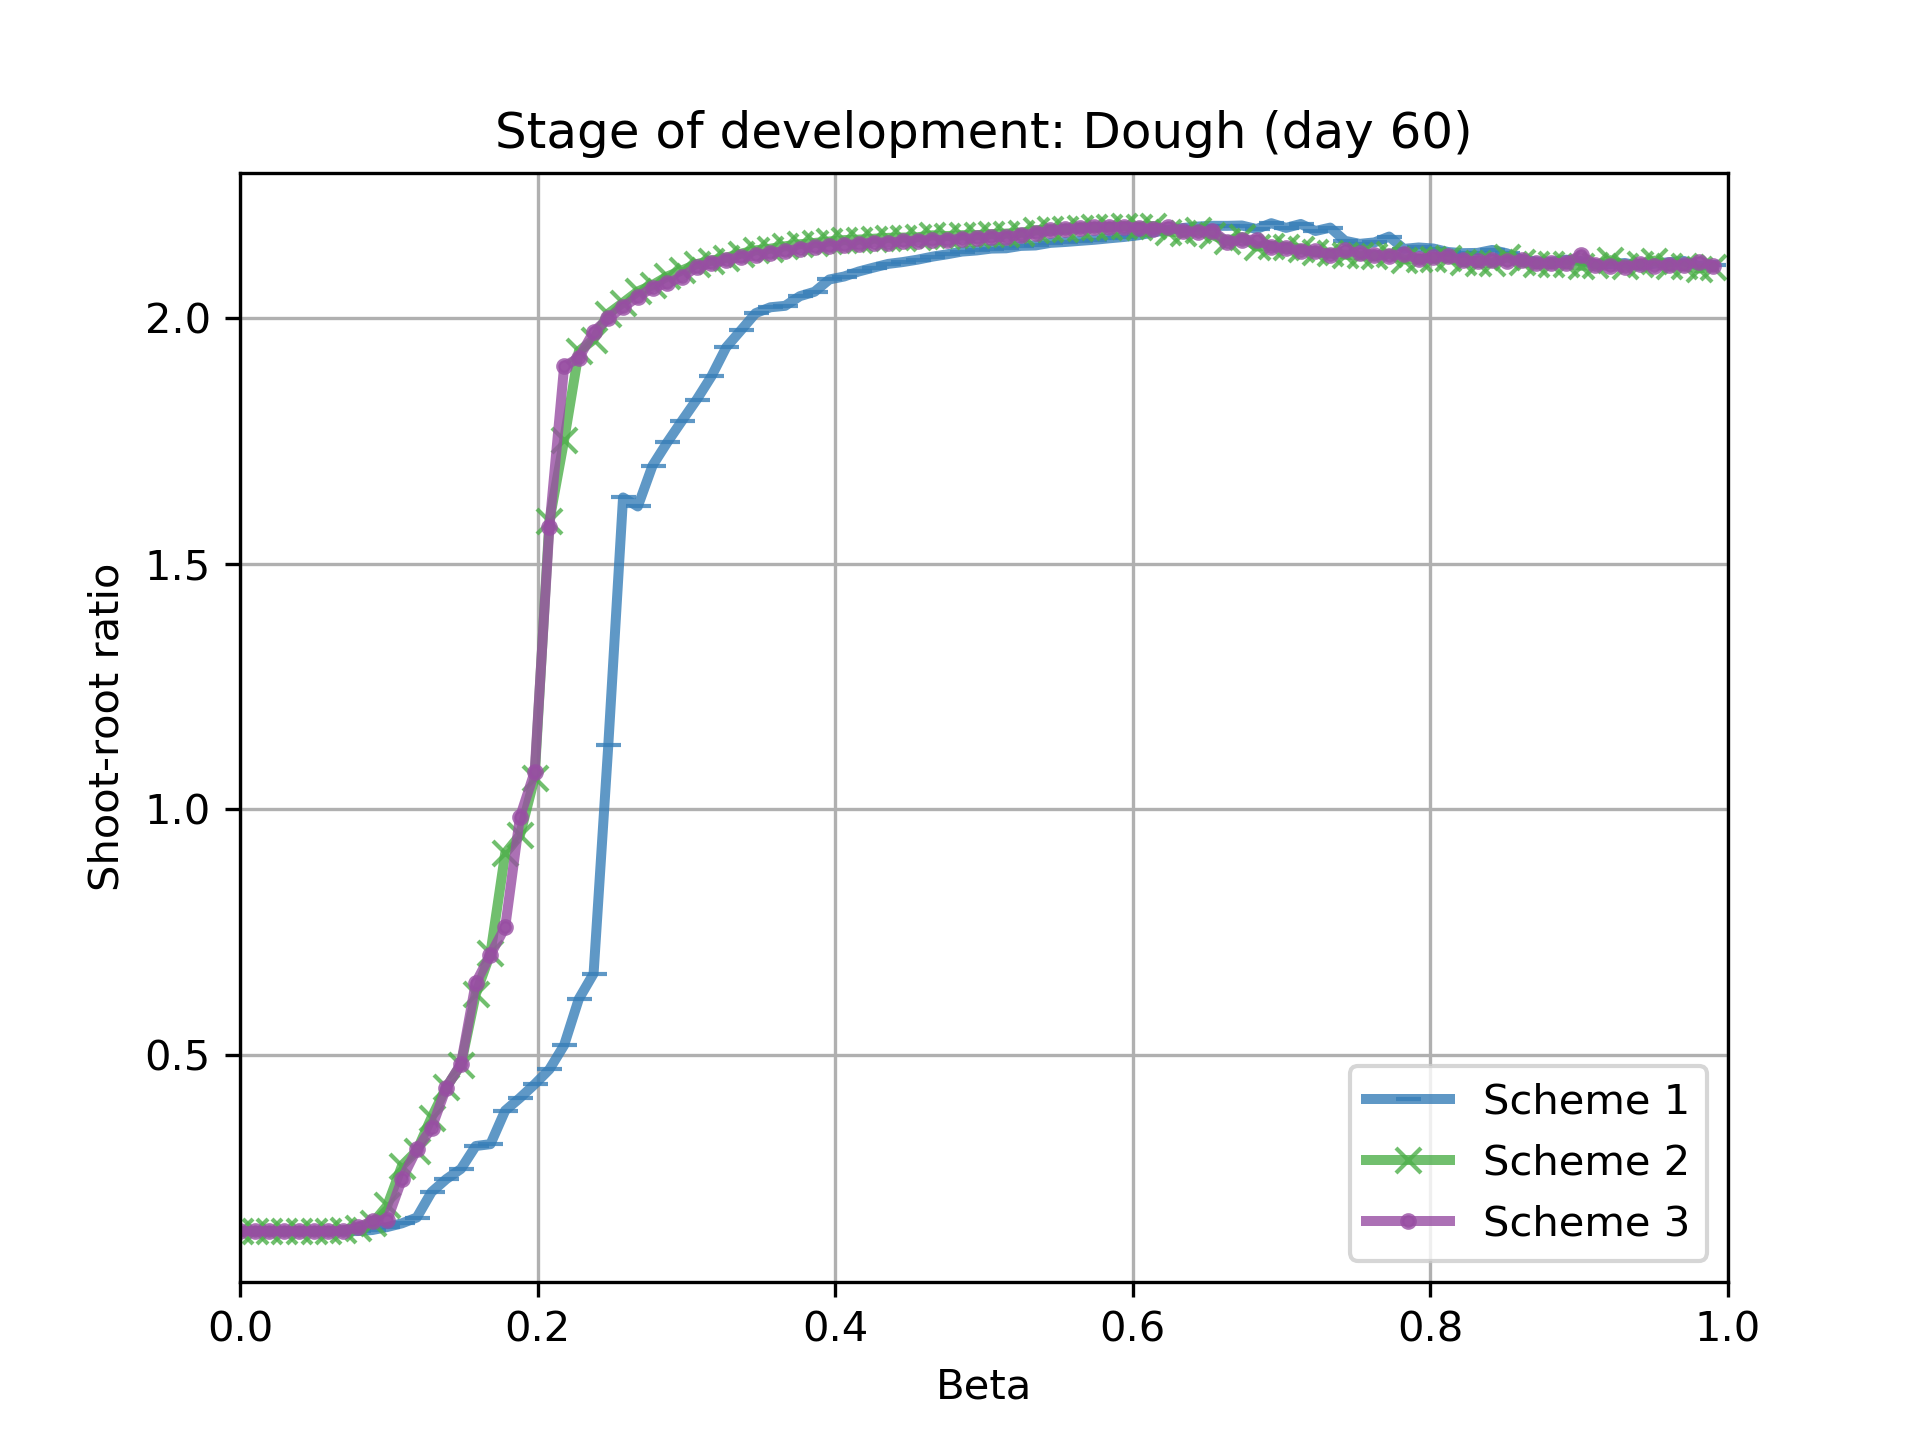 Stage of development: Dough (day 60)
Shoot-root ratio
2.0
1.5
1.0
0.5
Scheme 1
Scheme 2
Scheme 3
0.0 0.2 0.4 0.6 0.8 1.0
Beta